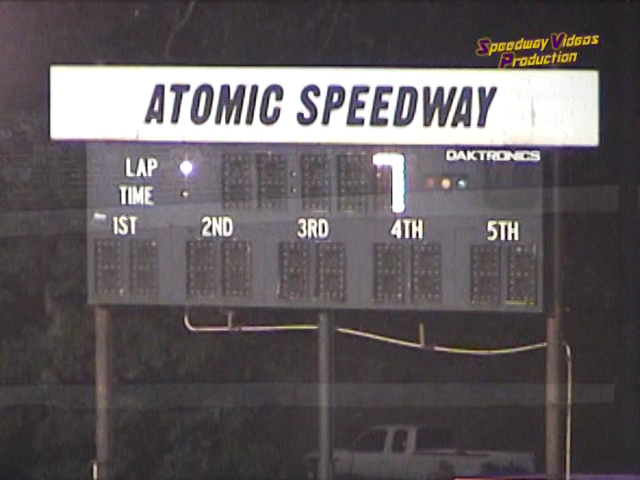 Speedway Videos
Production
ATOMIC SPEEDWAY
DAKTRONICS
LAP 7
TIME
1ST 2ND 3RD 4TH 5TH